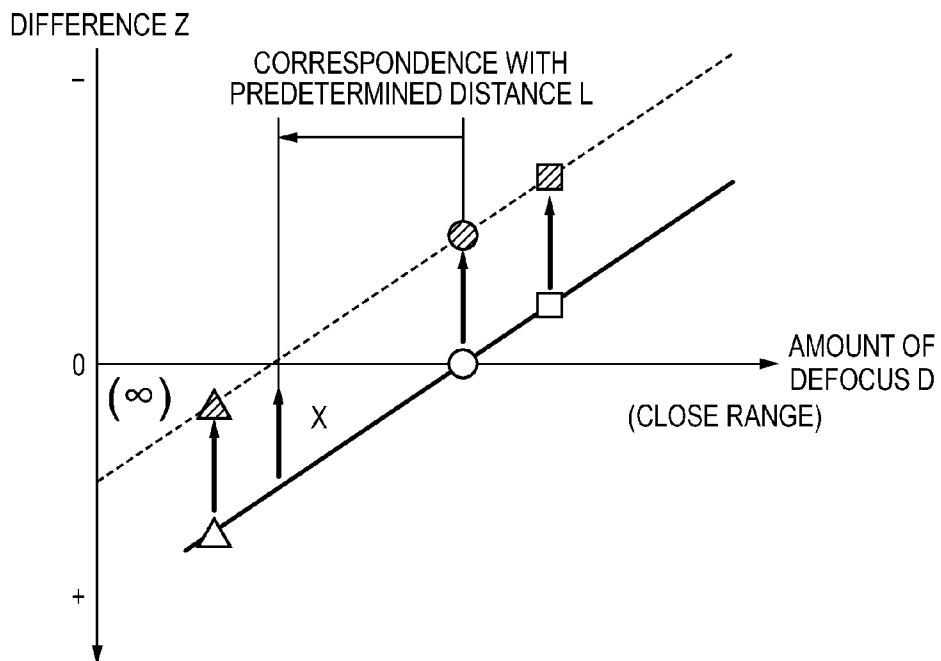 DIFFERENCE Z
−
CORRESPONDENCE WITH
PREDETERMINED DISTANCE L
0
AMOUNT OF
DEFOCUS D
(∞)
X
(CLOSE RANGE)
+